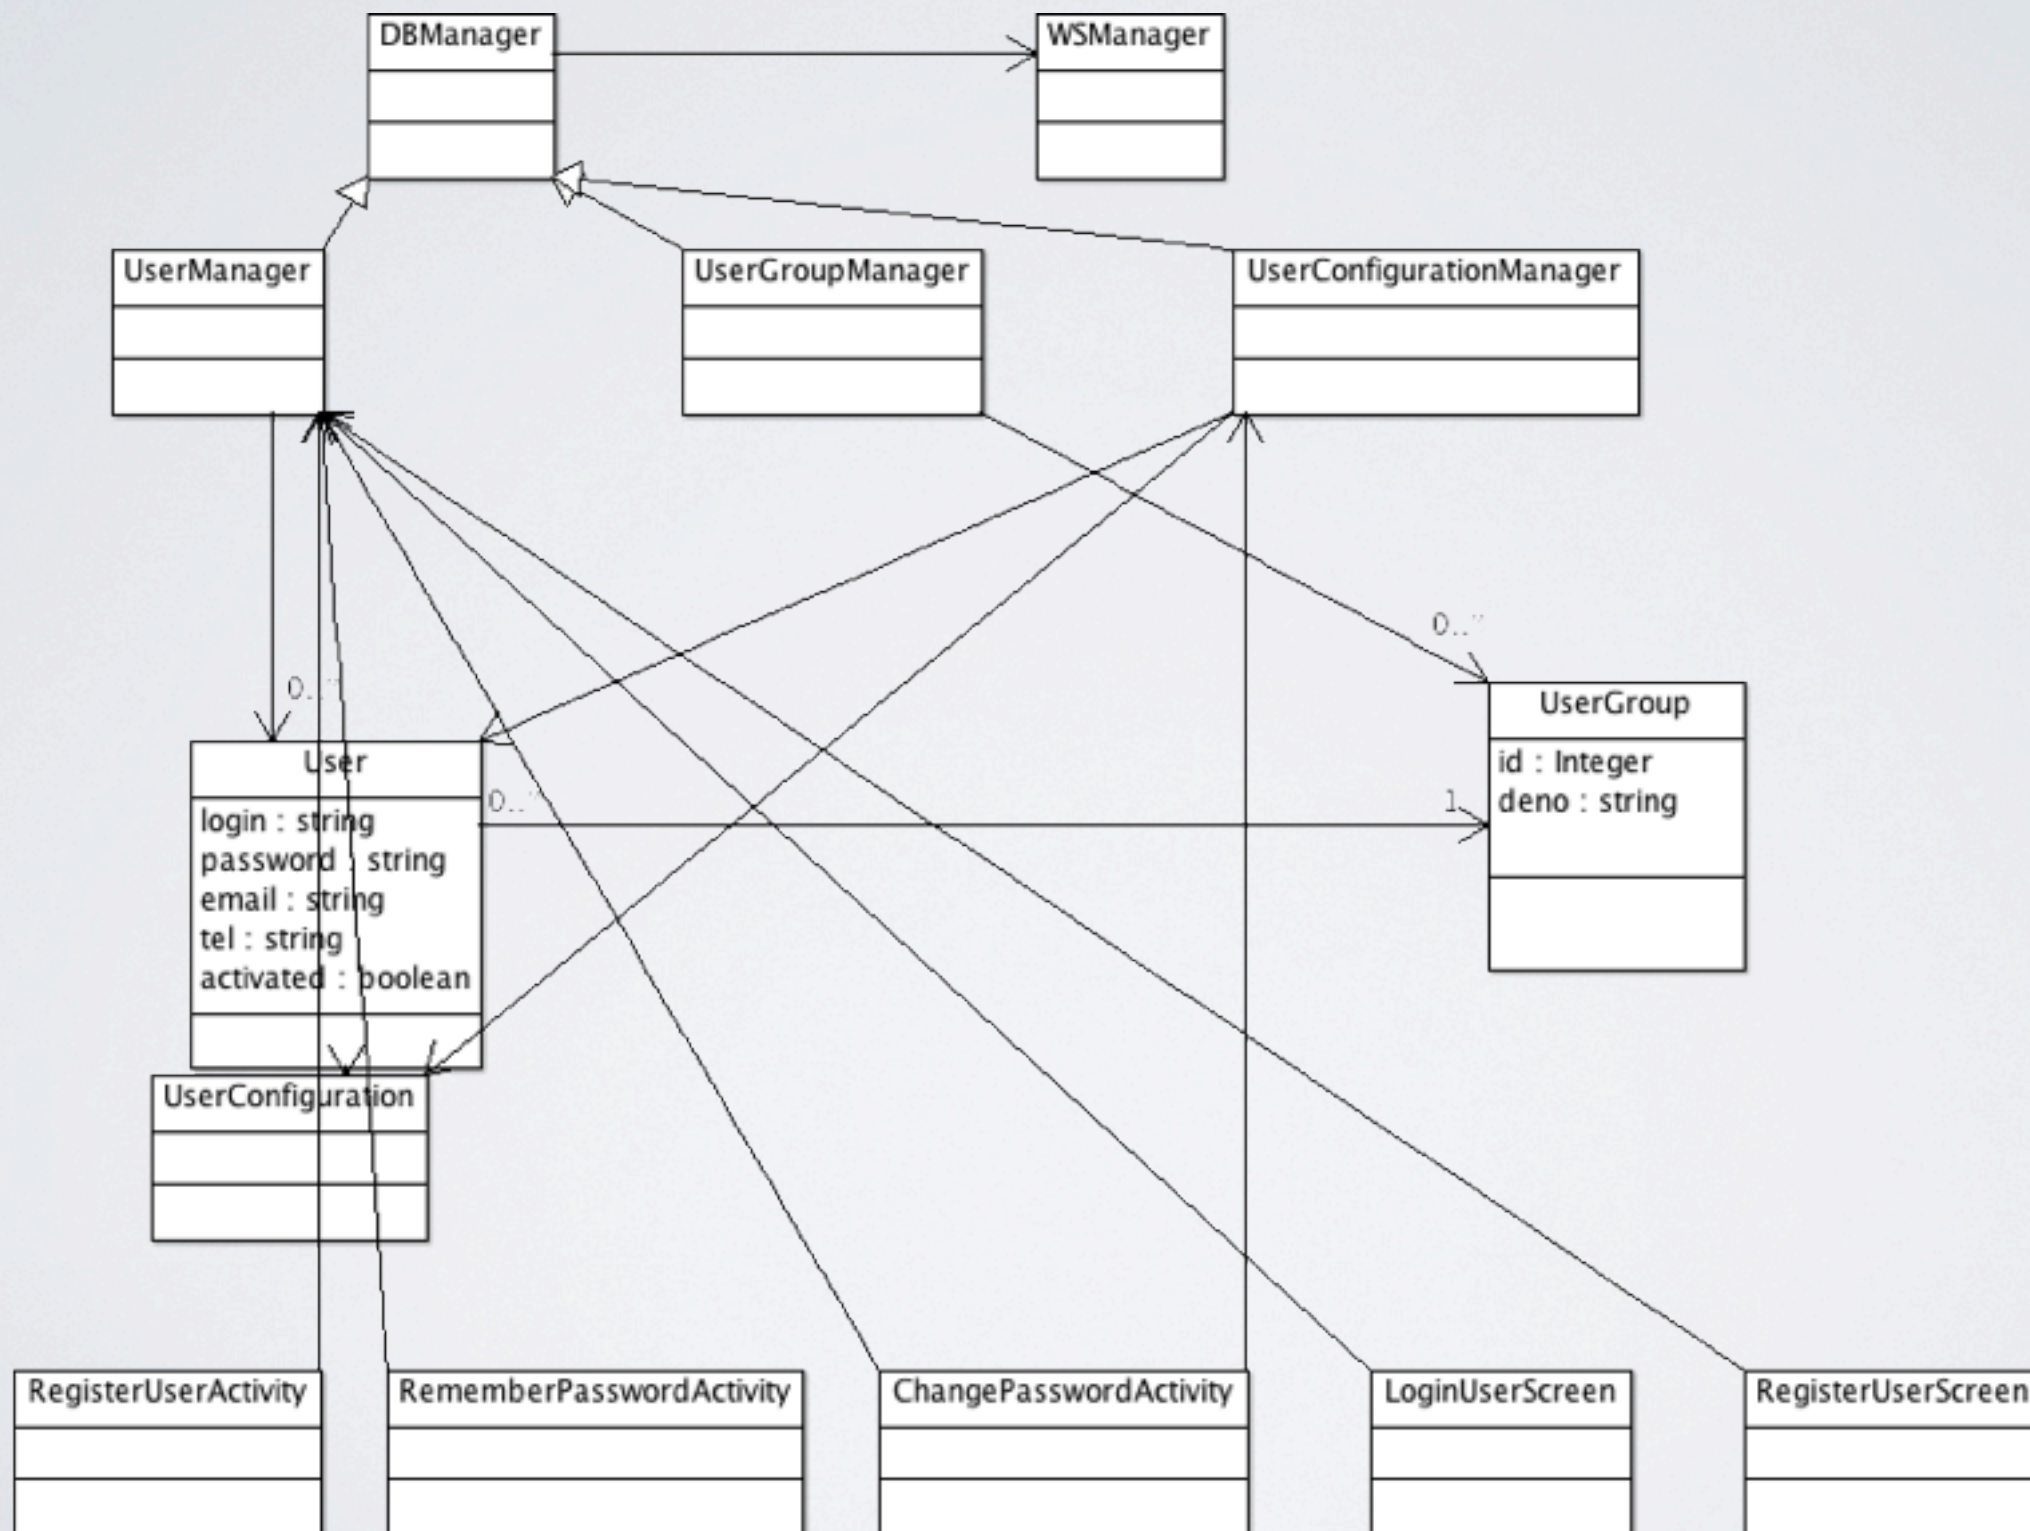 DBManager
WSManager
UserManager
UserGroupManager
UserConfigurationManager
0..*
0..*
UserGroup
id : Integer
deno : string
User
0..*
1
login : string
password : string
email : string
tel : string
activated : boolean
UserConfiguration
RegisterUserActivity
RememberPasswordActivity
ChangePasswordActivity
LoginUserScreen
RegisterUserScreen